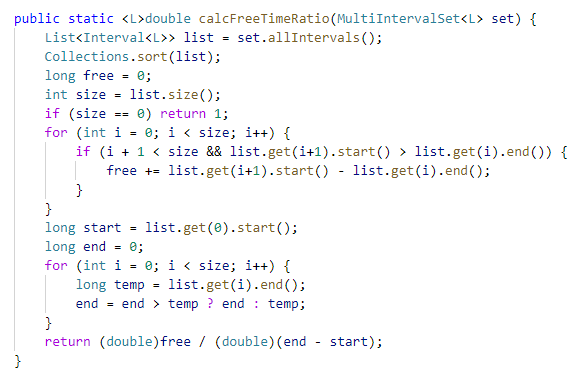 public static <L>double calcFreeTimeRatio(MultiIntervalSet<L> set) {
    List<Interval<L>> list = set.allIntervals();
    Collections.sort(list);
    long free = 0;
    int size = list.size();
    if (size == 0) return 1;
    for (int i = 0; i < size; i++) {
        if (i + 1 < size && list.get(i+1).start() > list.get(i).end()) {
            free += list.get(i+1).start() - list.get(i).end();
        }
    }
    long start = list.get(0).start();
    long end = 0;
    for (int i = 0; i < size; i++) {
        long temp = list.get(i).end();
        end = end > temp ? end : temp;
    }
    return (double)free / (double)(end - start);
}